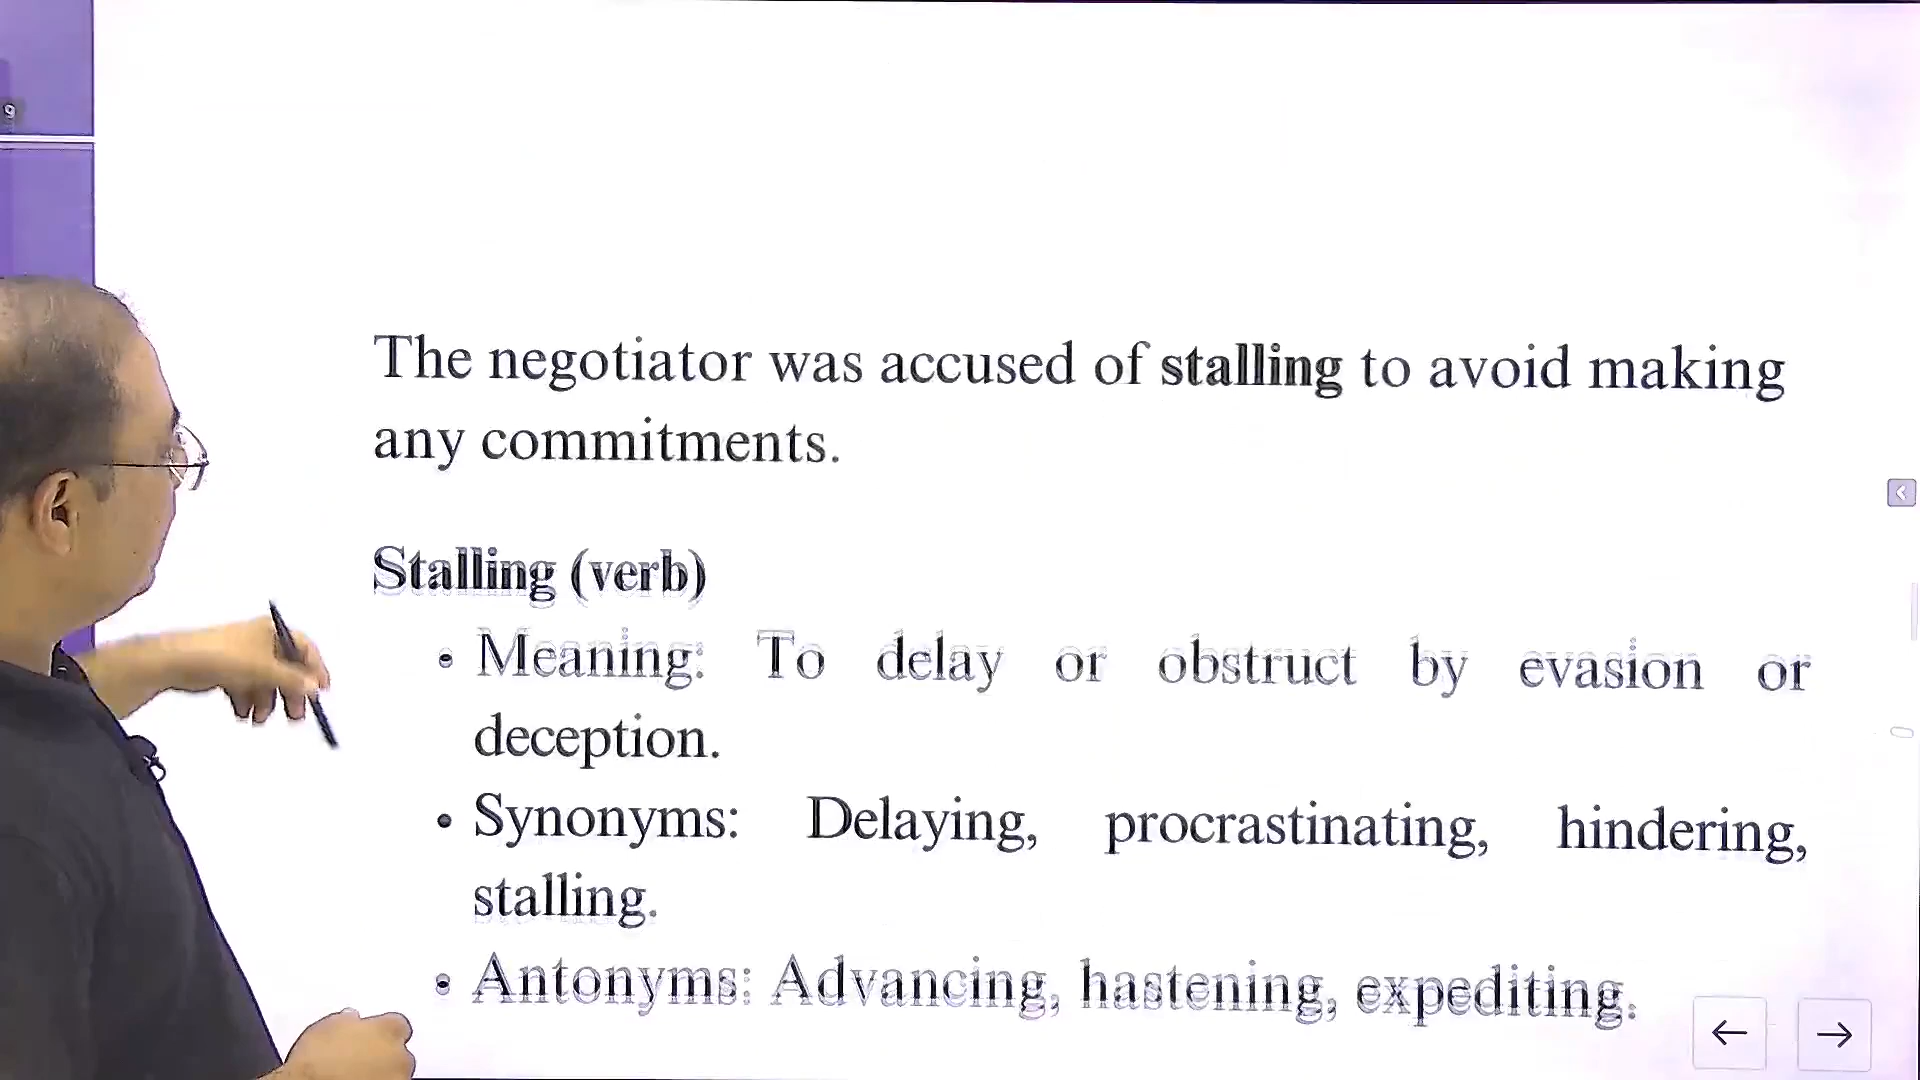 9
The negotiator was accused of stalling to avoid making
any commitments.
Stalling (verb)
• Meaning: To delay or obstruct by evasion or
deception.
• Synonyms: Delaying, procrastinating, hindering,
stalling.
• Antonyms: Advancing, hastening, expediting.